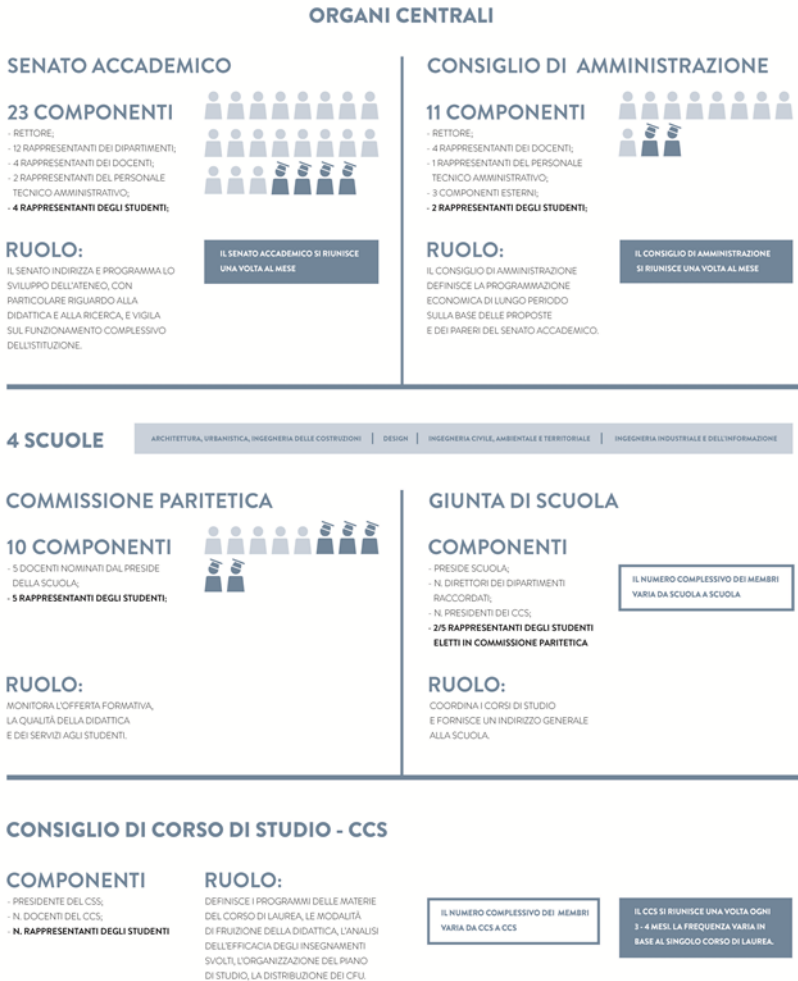 ORGANI CENTRALI
SENATO ACCADEMICO
23 COMPONENTI
- RETTORE;
- 12 RAPPRESENTANTI DEI DIPARTIMENTI;
- 4 RAPPRESENTANTI DEI DOCENTI;
- 2 RAPPRESENTANTI DEL PERSONALE
TECNICO AMMINISTRATIVO;
- 4 RAPPRESENTANTI DEGLI STUDENTI;
RUOLO:
IL SENATO INDIRIZZA E PROGRAMMA LO
SVILUPPO DELL'ATENEO, CON
PARTICOLARE RIGUARDO ALLA
DIDATTICA E ALLA RICERCA, E VIGILA
SUL FUNZIONAMENTO COMPLESSIVO
DELL'ISTITUZIONE.
IL SENATO ACCADEMICO SI RIUNISCE
UNA VOLTA AL MESE
CONSIGLIO DI AMMINISTRAZIONE
11 COMPONENTI
- RETTORE;
- 4 RAPPRESENTANTI DEI DOCENTI;
- 1 RAPPRESENTANTI DEL PERSONALE
TECNICO AMMINISTRATIVO;
- 3 COMPONENTI ESTERNI;
- 2 RAPPRESENTANTI DEGLI STUDENTI;
RUOLO:
IL CONSIGLIO DI AMMINISTRAZIONE
DEFINISCE LA PROGRAMMAZIONE
ECONOMICA DI LUNGO PERIODO
SULLA BASE DELLE PROPOSTE
E DEI PARERI DEL SENATO ACCADEMICO.
IL CONSIGLIO DI AMMINISTRAZIONE
SI RIUNISCE UNA VOLTA AL MESE
4 SCUOLE
ARCHITETTURA, URBANISTICA, INGEGNERIA DELLE COSTRUZIONI | DESIGN | INGEGNERIA CIVILE, AMBIENTALE E TERRITORIALE | INGEGNERIA INDUSTRIALE E DELL'INFORMAZIONE
COMMISSIONE PARITETICA
10 COMPONENTI
- 5 DOCENTI NOMINATI DAL PRESIDE
DELLA SCUOLA;
- 5 RAPPRESENTANTI DEGLI STUDENTI;
RUOLO:
MONITORA L'OFFERTA FORMATIVA,
LA QUALITÀ DELLA DIDATTICA
E DEI SERVIZI AGLI STUDENTI.
GIUNTA DI SCUOLA
COMPONENTI
- PRESIDE SCUOLA;
- N. DIRETTORI DEI DIPARTIMENTI
RACCORDATI;
- N. PRESIDENTI DEI CCS;
- 2/5 RAPPRESENTANTI DEGLI STUDENTI
ELETTI IN COMMISSIONE PARITETICA
IL NUMERO COMPLESSIVO DEI MEMBRI
VARIA DA SCUOLA A SCUOLA
RUOLO:
COORDINA I CORSI DI STUDIO
E FORNISCE UN INDIRIZZO GENERALE
ALLA SCUOLA.
CONSIGLIO DI CORSO DI STUDIO - CCS
COMPONENTI
- PRESIDENTE DEL CSS;
- N. DOCENTI DEL CCS;
- N. RAPPRESENTANTI DEGLI STUDENTI
RUOLO:
DEFINISCE I PROGRAMMI DELLE MATERIE
DEL CORSO DI LAUREA, LE MODALITÀ
DI FRUIZIONE DELLA DIDATTICA, L'ANALISI
DELL'EFFICACIA DEGLI INSEGNAMENTI
SVOLTI, L'ORGANIZZAZIONE DEL PIANO
DI STUDIO, LA DISTRIBUZIONE DEI CFU.
IL NUMERO COMPLESSIVO DEI MEMBRI
VARIA DA CCS A CCS
IL CCS SI RIUNISCE UNA VOLTA OGNI
3 - 4 MESI. LA FREQUENZA VARIA IN
BASE AL SINGOLO CORSO DI LAUREA.